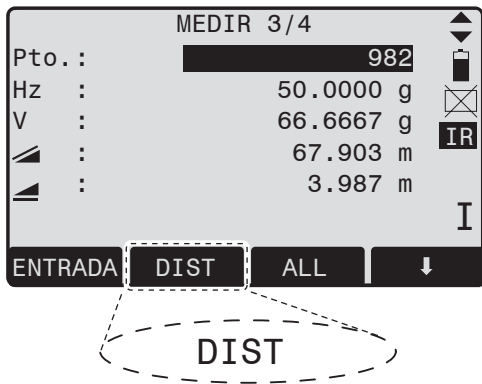 MEDIR 3/4
Pto.: 982
Hz : 50.0000 g
V : 66.6667 g
IR
: 67.903 m
: 3.987 m
I
ENTRADA DIST ALL ⬇
DIST